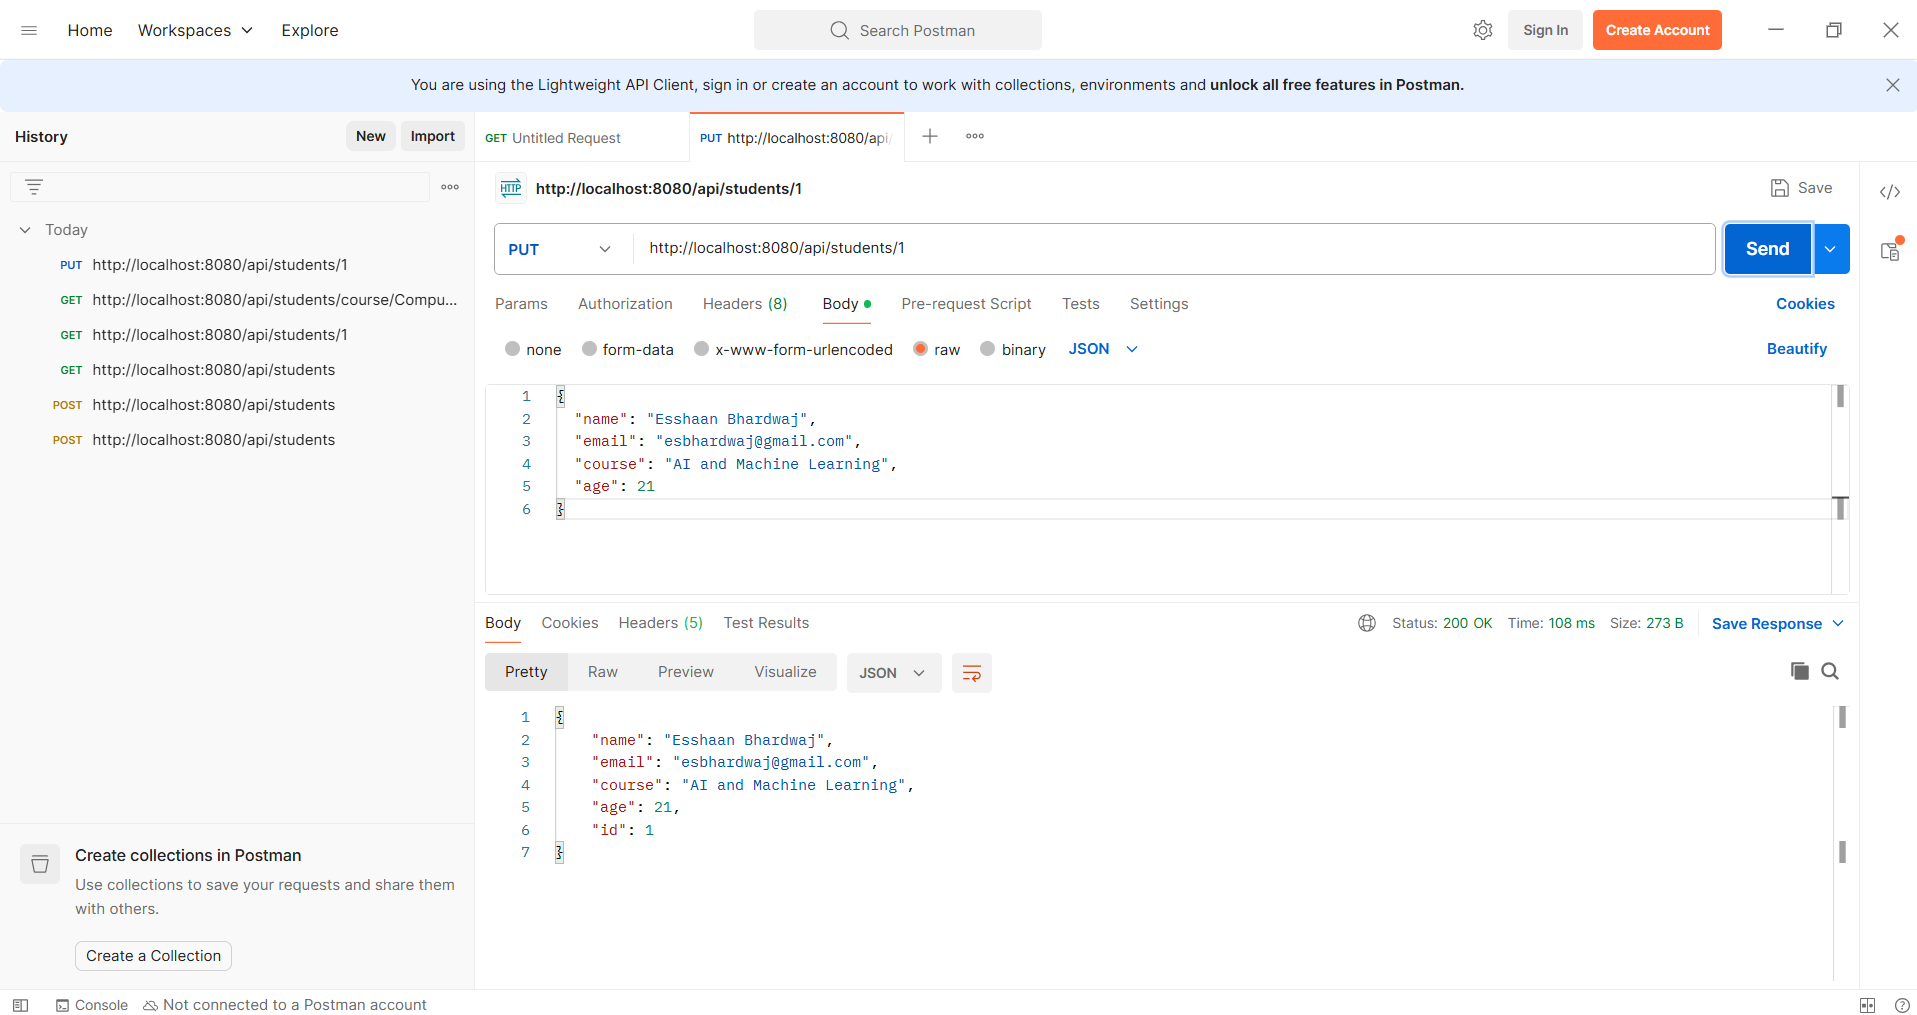 Home Workspaces Explore Search Postman Sign In Create Account
You are using the Lightweight API Client, sign in or create an account to work with collections, environments and unlock all free features in Postman.
History New Import
GET Untitled Request PUT http://localhost:8080/api/
HTTP http://localhost:8080/api/students/1 Save
Today
PUT http://localhost:8080/api/students/1
GET http://localhost:8080/api/students/course/Compu...
GET http://localhost:8080/api/students/1
GET http://localhost:8080/api/students
POST http://localhost:8080/api/students
POST http://localhost:8080/api/students
Create collections in Postman
Use collections to save your requests and share them
with others.
Create a Collection
PUT http://localhost:8080/api/students/1 Send
Params Authorization Headers (8) Body Pre-request Script Tests Settings Cookies
none form-data x-www-form-urlencoded raw binary JSON Beautify
1 {
2 "name": "Esshaan Bhardwaj",
3 "email": "esbhardwaj@gmail.com",
4 "course": "AI and Machine Learning",
5 "age": 21
6 }
Body Cookies Headers (5) Test Results Status: 200 OK Time: 108 ms Size: 273 B Save Response
Pretty Raw Preview Visualize JSON
1 {
2 "name": "Esshaan Bhardwaj",
3 "email": "esbhardwaj@gmail.com",
4 "course": "AI and Machine Learning",
5 "age": 21,
6 "id": 1
7 }
Console Not connected to a Postman account